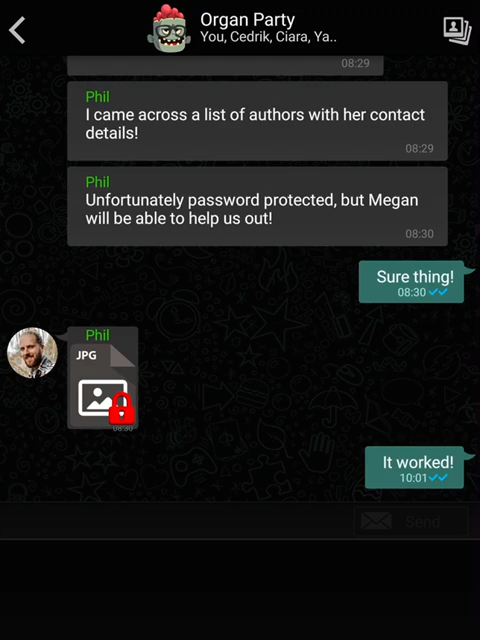 Organ Party
You, Cedrik, Ciara, Ya..
08:29
Phil
I came across a list of authors with her contact
details!
08:29
Phil
Unfortunately password protected, but Megan
will be able to help us out!
08:30
Sure thing!
08:30
Phil
JPG
08:30
It worked!
10:01
Send